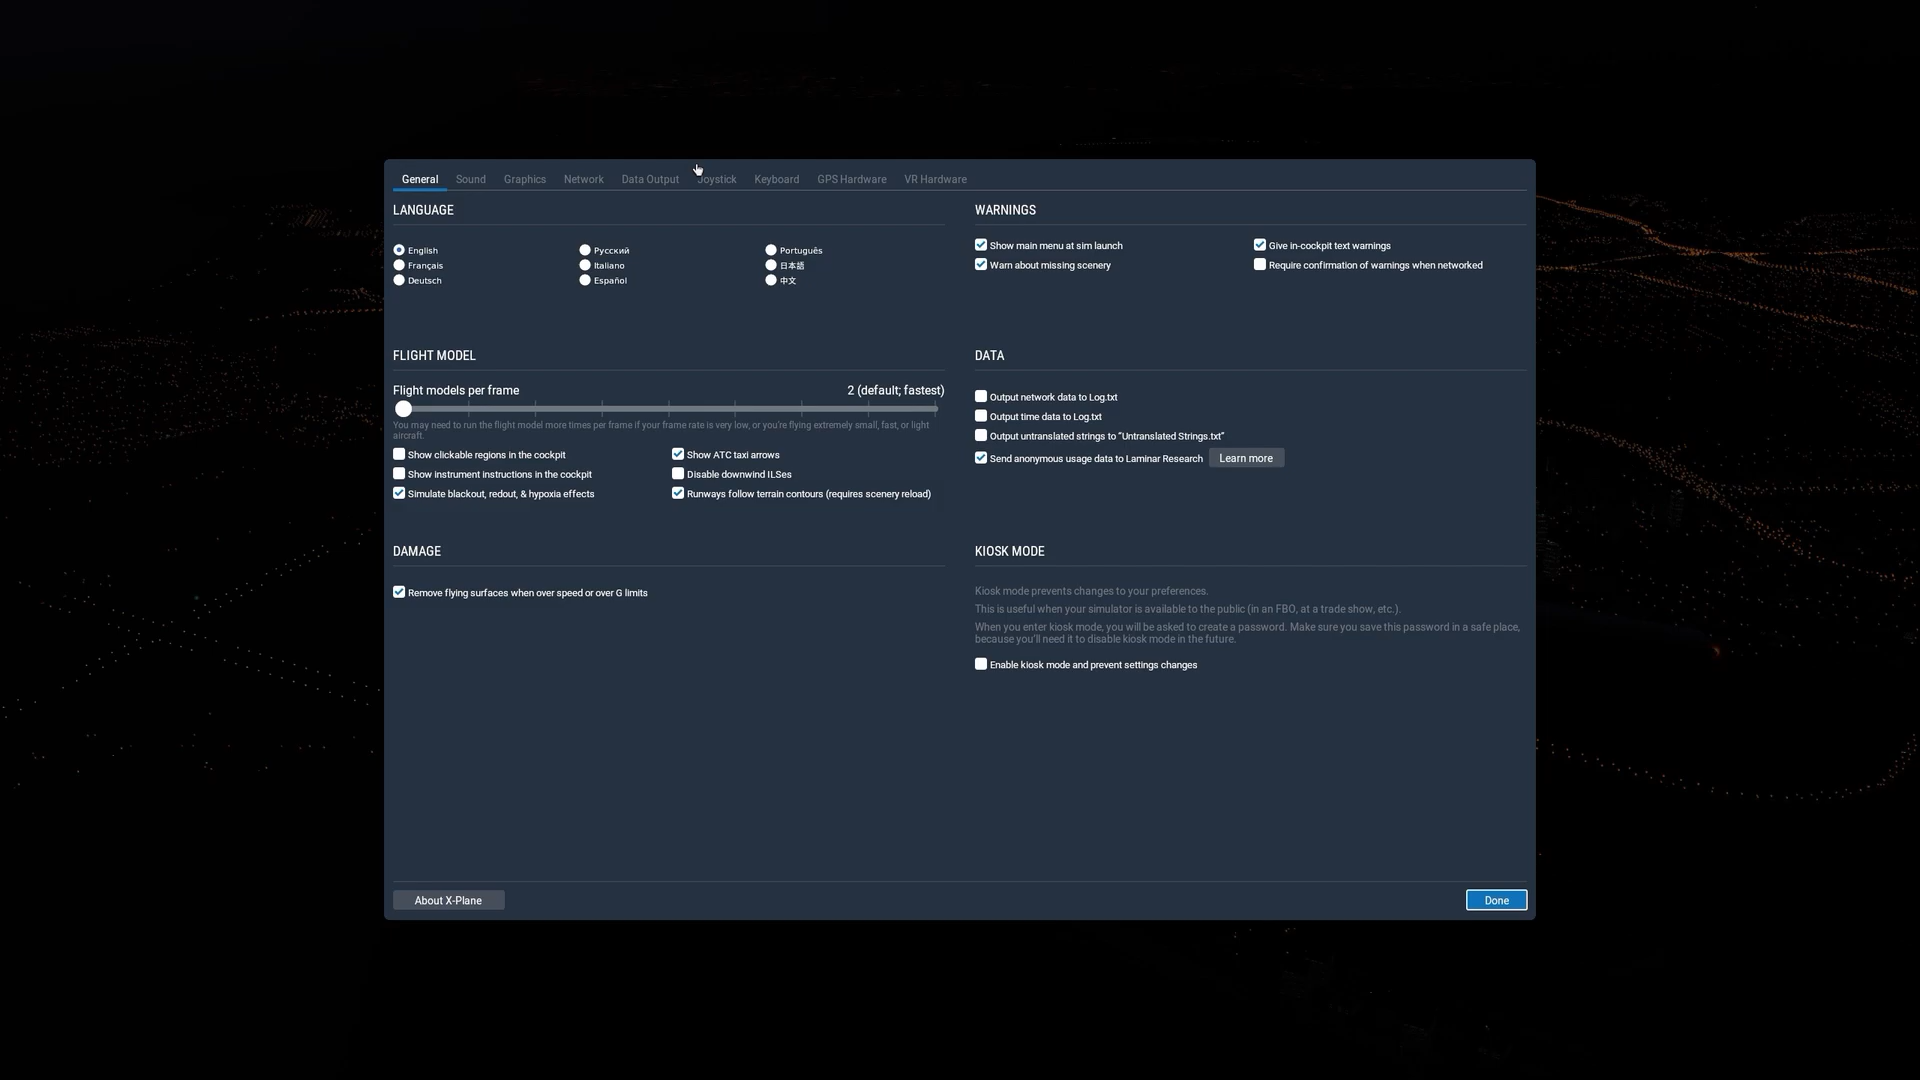 General Sound Graphics Network Data Output Joystick Keyboard GPS Hardware VR Hardware
LANGUAGE
English Русский Português
Français Italiano 日本語
Deutsch Español 中文
WARNINGS
Show main menu at sim launch Give in-cockpit text warnings
Warn about missing scenery Require confirmation of warnings when networked
FLIGHT MODEL
Flight models per frame 2 (default; fastest)
You may need to run the flight model more times per frame if your frame rate is very low, or you're flying extremely small, fast, or light
aircraft.
Show clickable regions in the cockpit Show ATC taxi arrows
Show instrument instructions in the cockpit Disable downwind ILSes
Simulate blackout, redout, & hypoxia effects Runways follow terrain contours (requires scenery reload)
DATA
Output network data to Log.txt
Output time data to Log.txt
Output untranslated strings to "Untranslated Strings.txt"
Send anonymous usage data to Laminar Research Learn more
DAMAGE
Remove flying surfaces when over speed or over G limits
KIOSK MODE
Kiosk mode prevents changes to your preferences.
This is useful when your simulator is available to the public (in an FBO, at a trade show, etc.).
When you enter kiosk mode, you will be asked to create a password. Make sure you save this password in a safe place,
because you'll need it to disable kiosk mode in the future.
Enable kiosk mode and prevent settings changes
About X-Plane Done